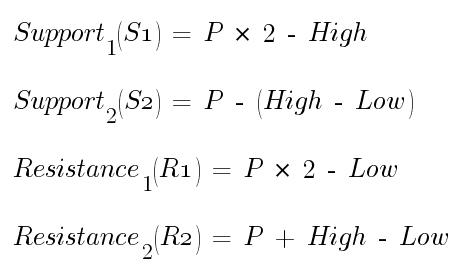 Support₁(S1) = P × 2 - High
Support₂(S2) = P - (High - Low)
Resistance₁(R1) = P × 2 - Low
Resistance₂(R2) = P + High - Low